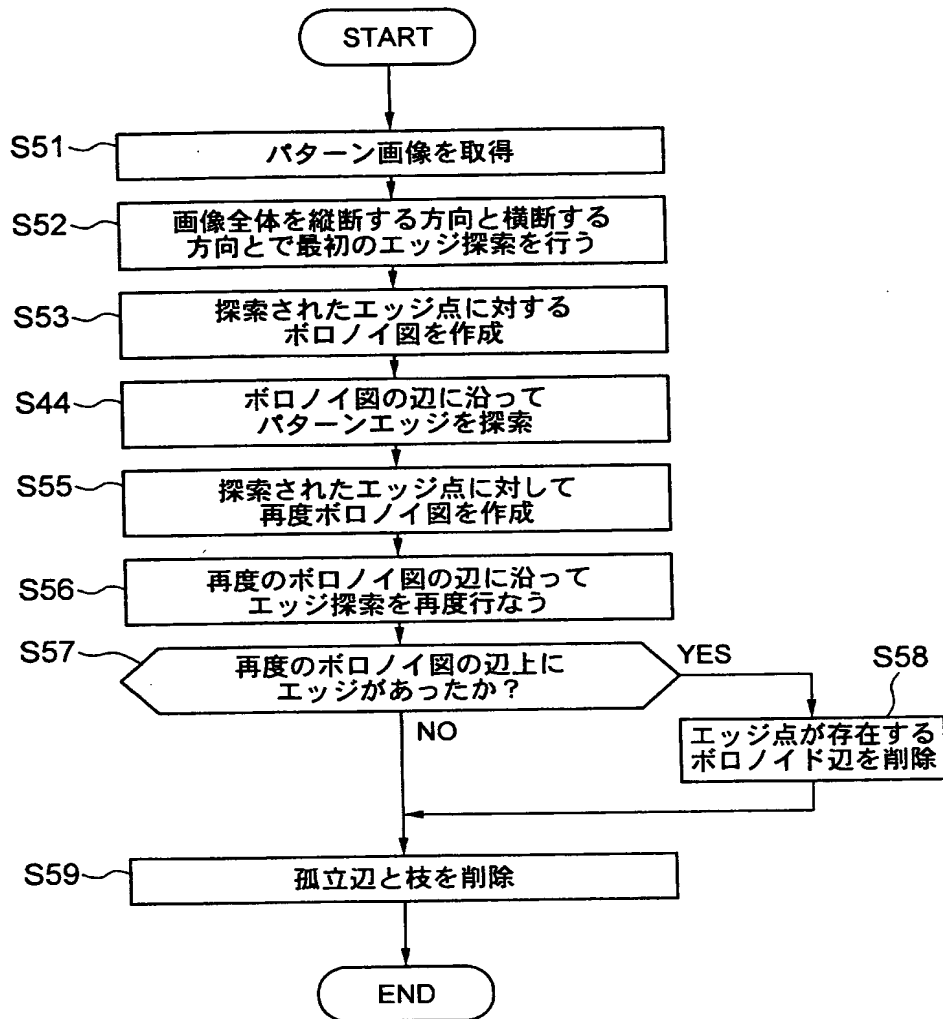 START
S51
パターン画像を取得
S52
画像全体を縦断する方向と横断する
方向とで最初のエッジ探索を行う
S53
探索されたエッジ点に対する
ボロノイ図を作成
S44
ボロノイ図の辺に沿って
パターンエッジを探索
S55
探索されたエッジ点に対して
再度ボロノイ図を作成
S56
再度のボロノイ図の辺に沿って
エッジ探索を再度行なう
S57
再度のボロノイ図の辺上に
エッジがあったか?
YES
NO
S58
エッジ点が存在する
ボロノイド辺を削除
S59
孤立辺と枝を削除
END